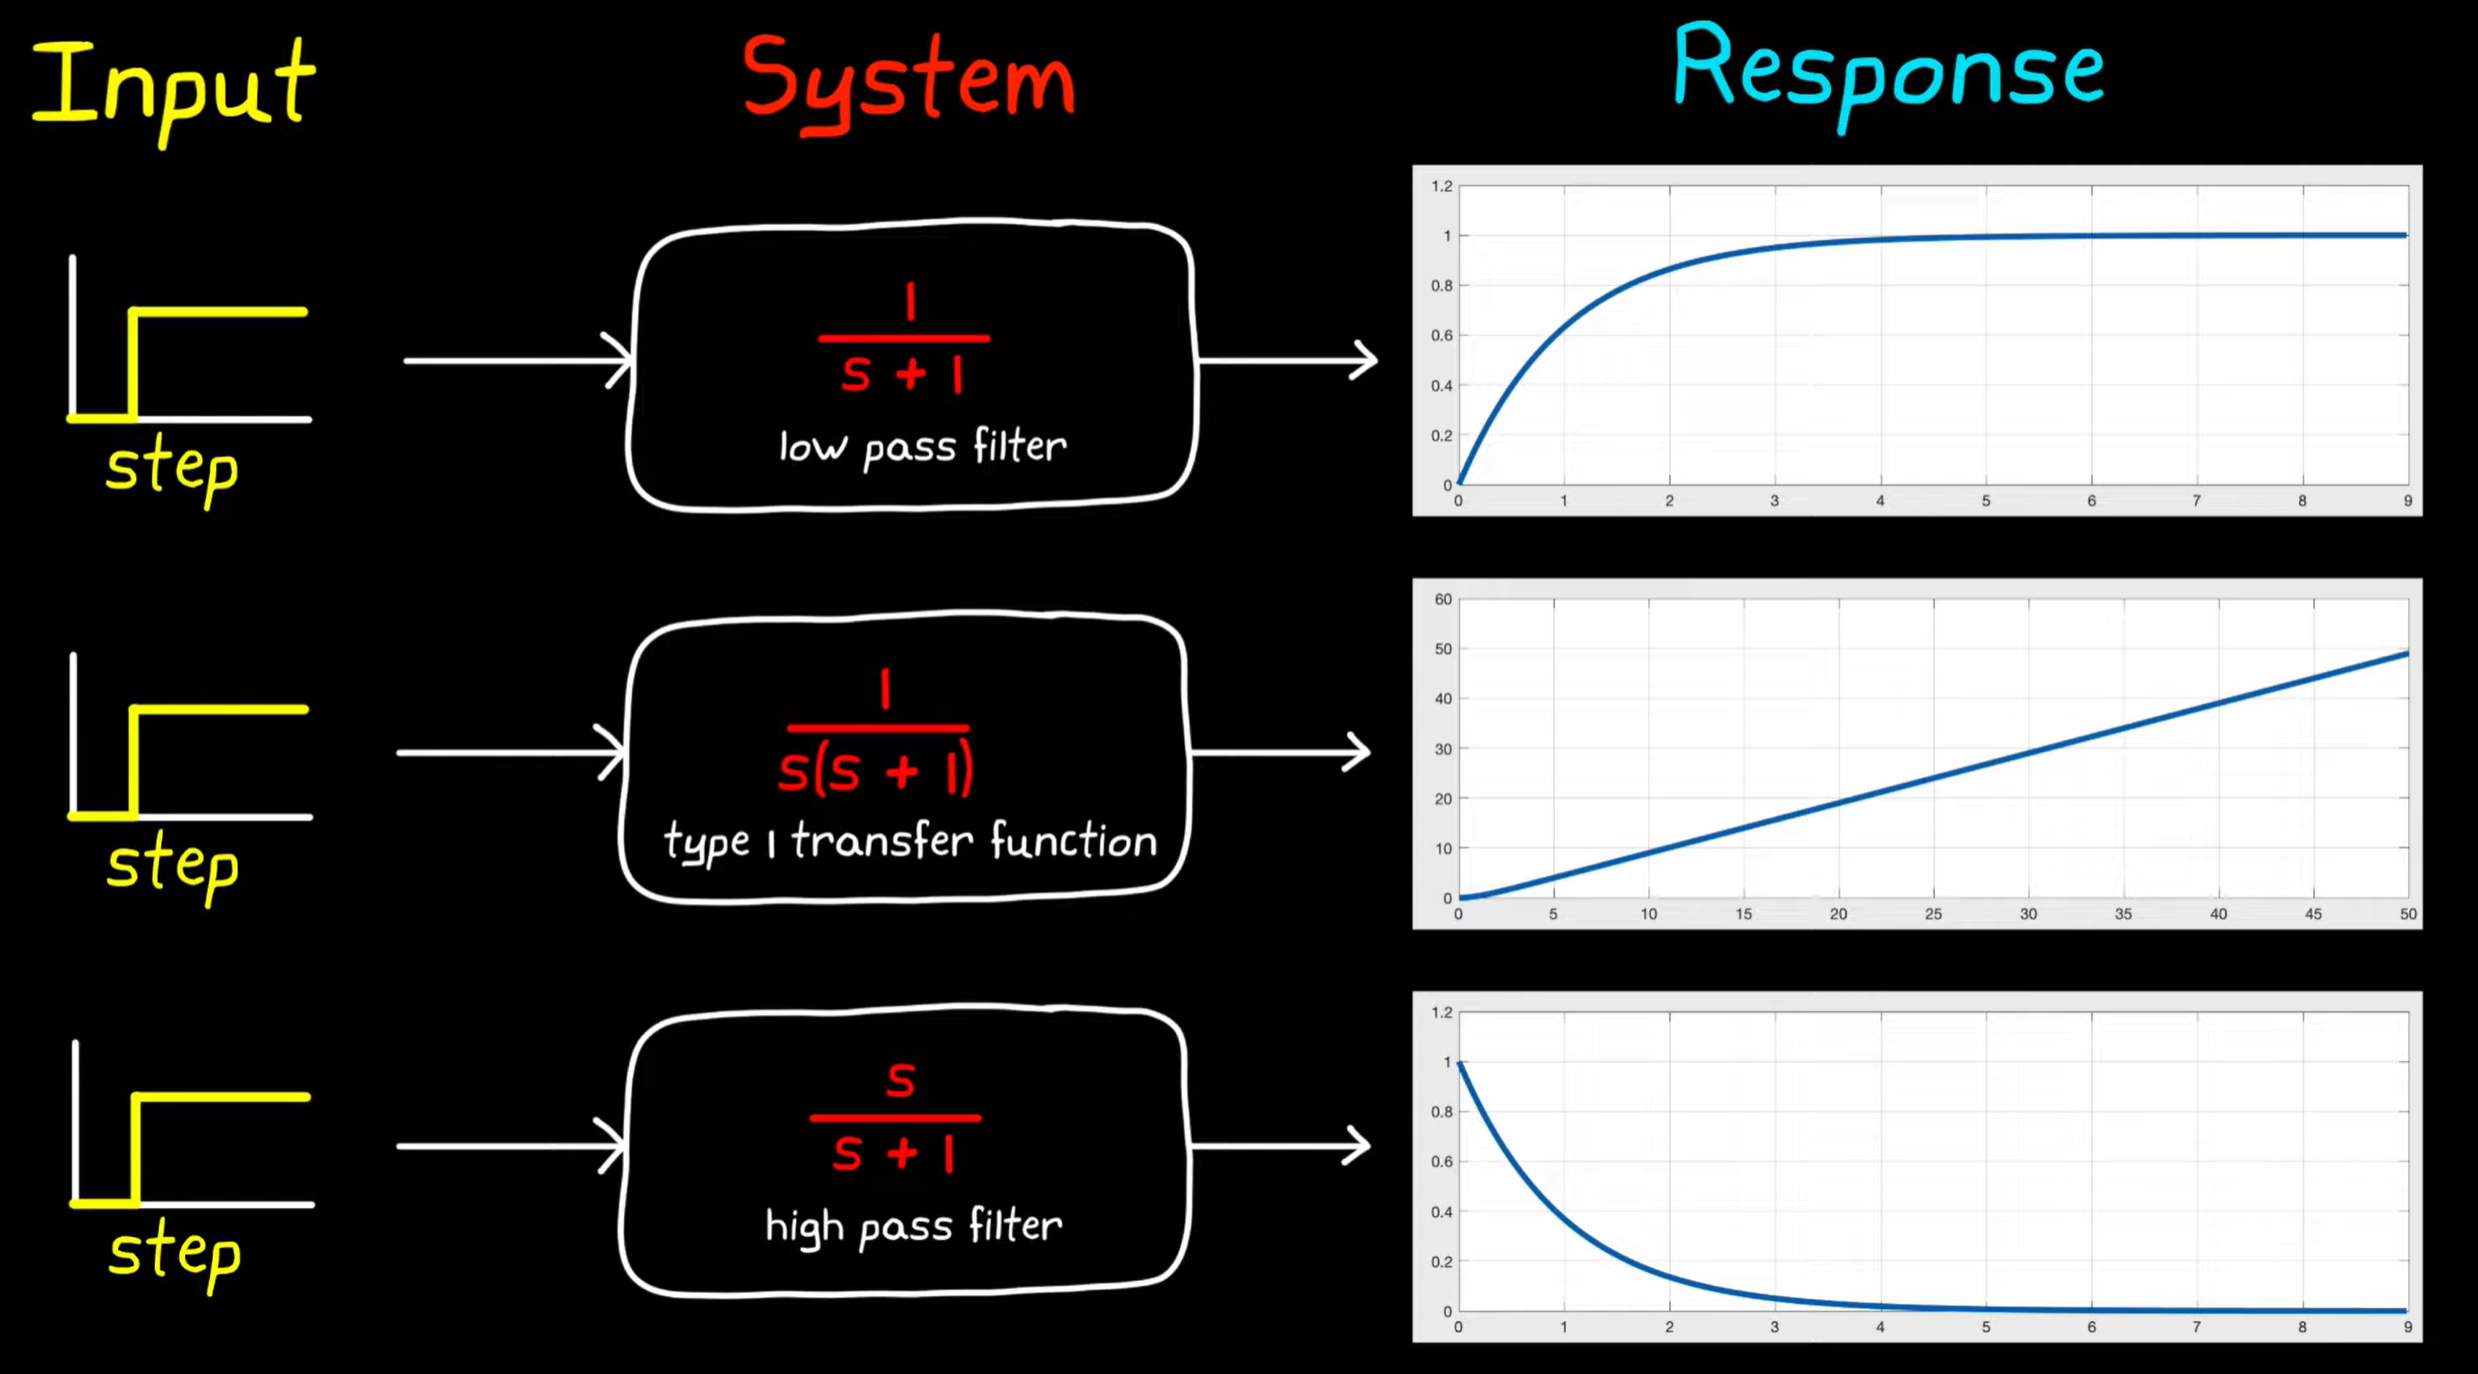 Input System Response
1
s + 1
low pass filter
step
1.2
1
0.8
0.6
0.4
0.2
0
0 1 2 3 4 5 6 7 8 9
1
s(s + 1)
type 1 transfer function
step
60
50
40
30
20
10
0
0 5 10 15 20 25 30 35 40 45 50
s
s + 1
high pass filter
step
1.2
1
0.8
0.6
0.4
0.2
0
0 1 2 3 4 5 6 7 8 9